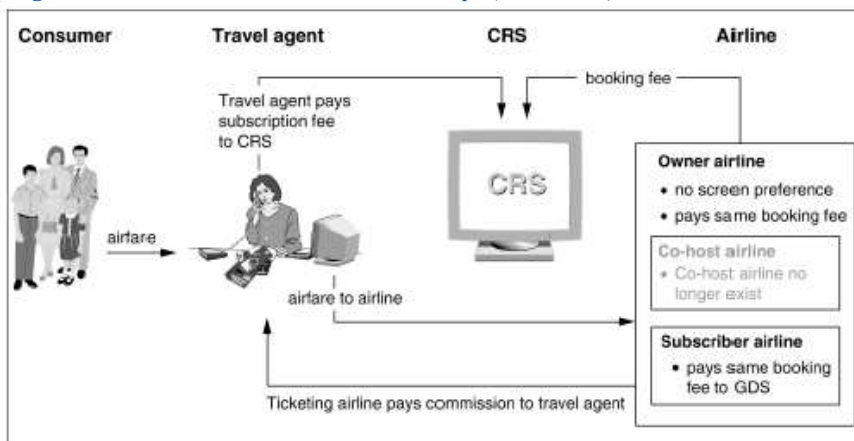 Consumer
Travel agent
CRS
Airline
booking fee
Travel agent pays
subscription fee
to CRS
CRS
airfare
airfare to airline
Ticketing airline pays commission to travel agent
Owner airline
• no screen preference
• pays same booking fee
Co-host airline
• Co-host airline no
longer exist
Subscriber airline
• pays same booking
fee to GDS